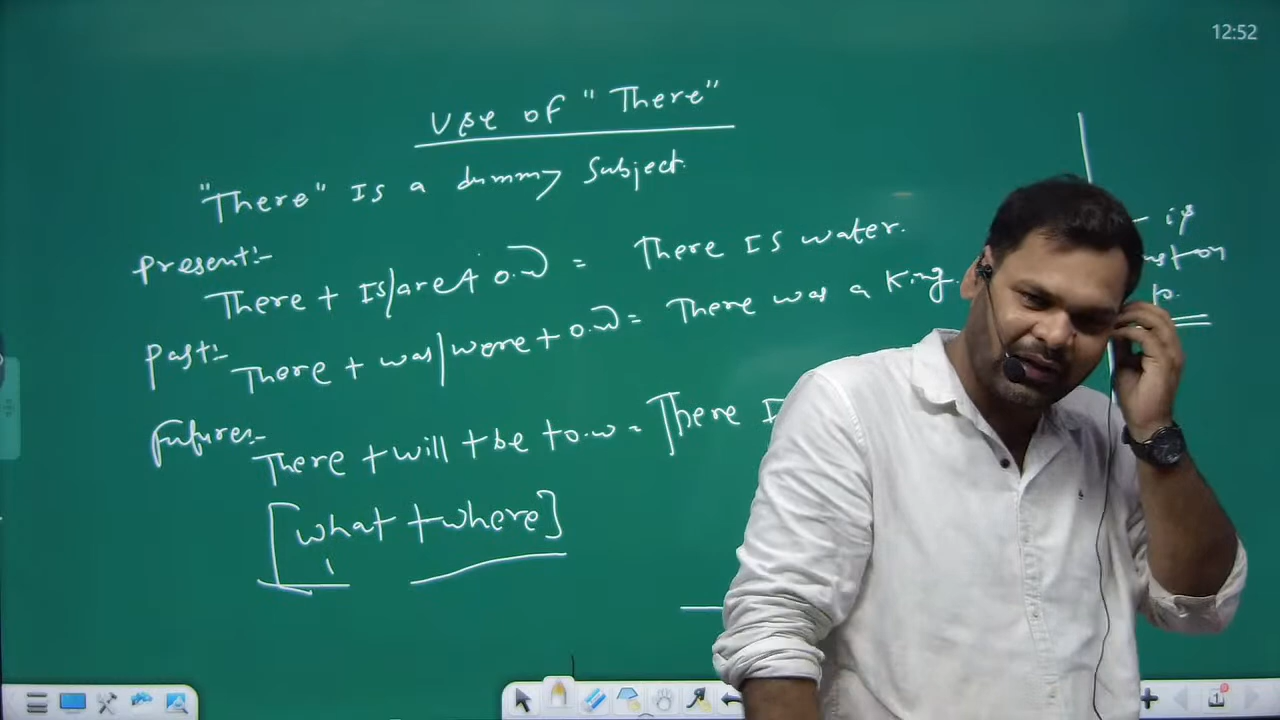 12:52
Use of "There"
"There" Is a dummy Subject.
Present:-
There + Is/are + o.w = There Is water.
Past:-
There + was/were + o.w = There was a King
Future:-
There + will + be + o.w = There
[what + where]